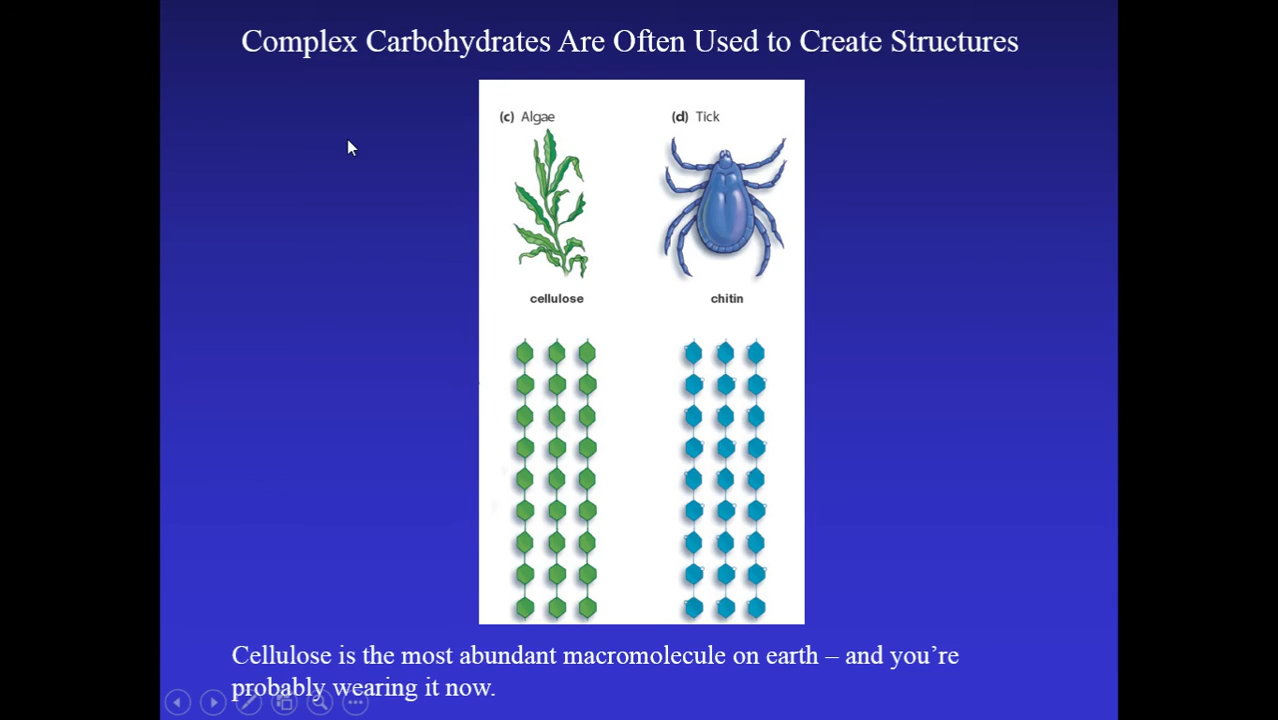 Complex Carbohydrates Are Often Used to Create Structures
(c) Algae
(d) Tick
cellulose
chitin
Cellulose is the most abundant macromolecule on earth – and you’re
probably wearing it now.